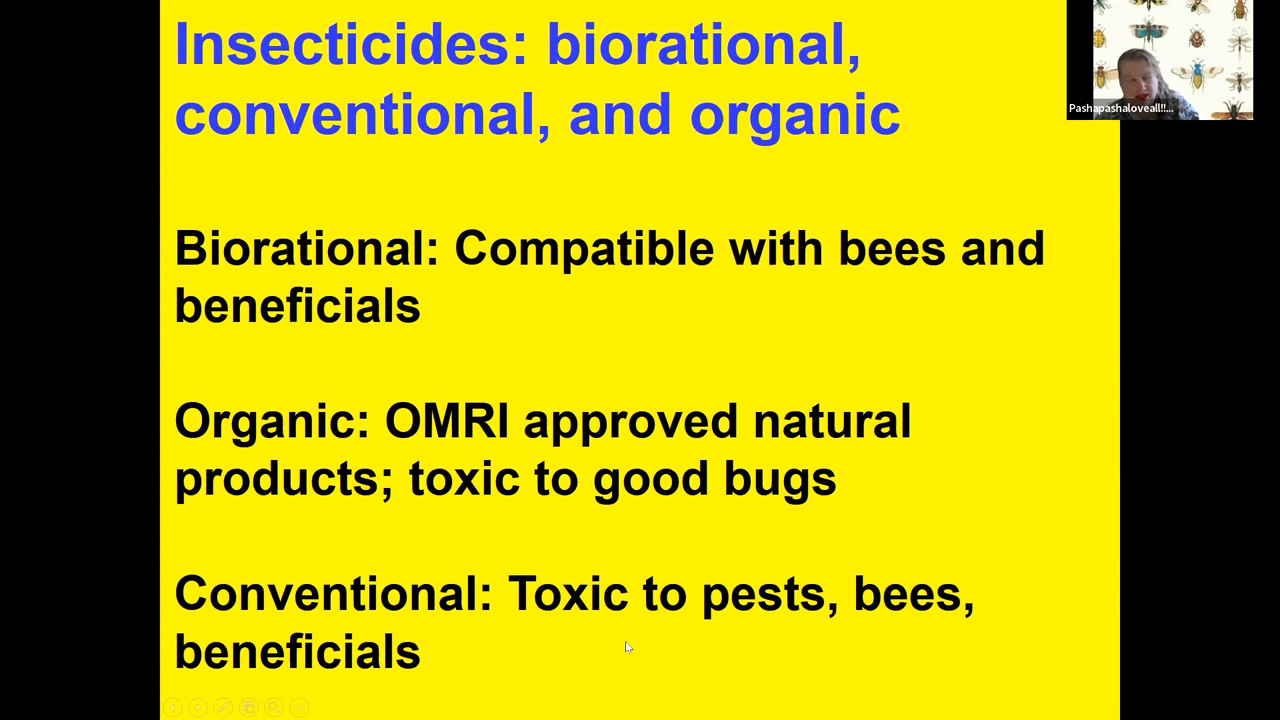 Insecticides: biorational,
conventional, and organic
Pashapashaloveall!!...
Biorational: Compatible with bees and
beneficials
Organic: OMRI approved natural
products; toxic to good bugs
Conventional: Toxic to pests, bees,
beneficials